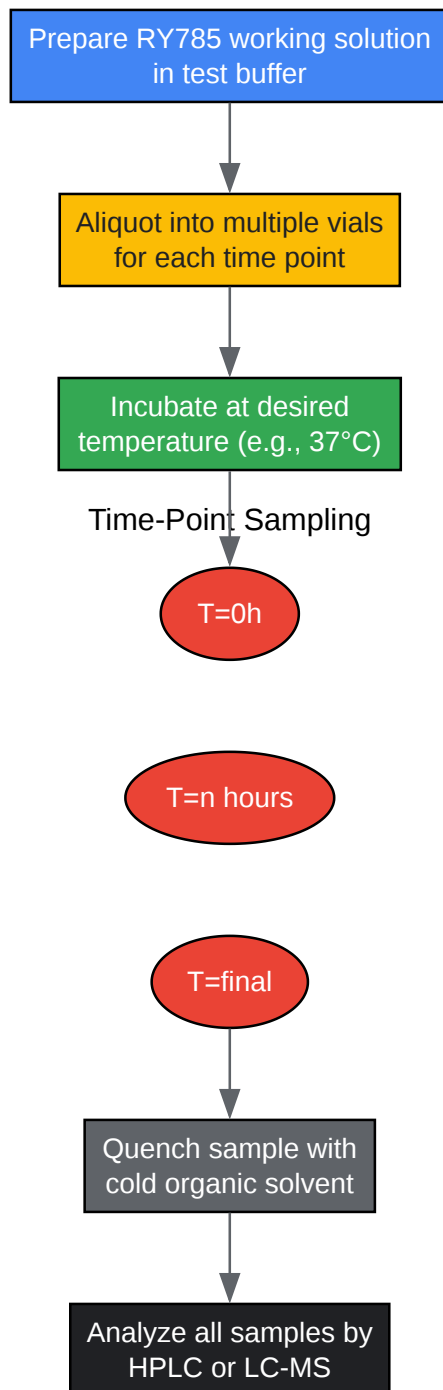 Prepare RY785 working solution
in test buffer
Aliquot into multiple vials
for each time point
Incubate at desired
temperature (e.g., 37°C)
Time-Point Sampling
T=0h
T=n hours
T=final
Quench sample with
cold organic solvent
Analyze all samples by
HPLC or LC-MS